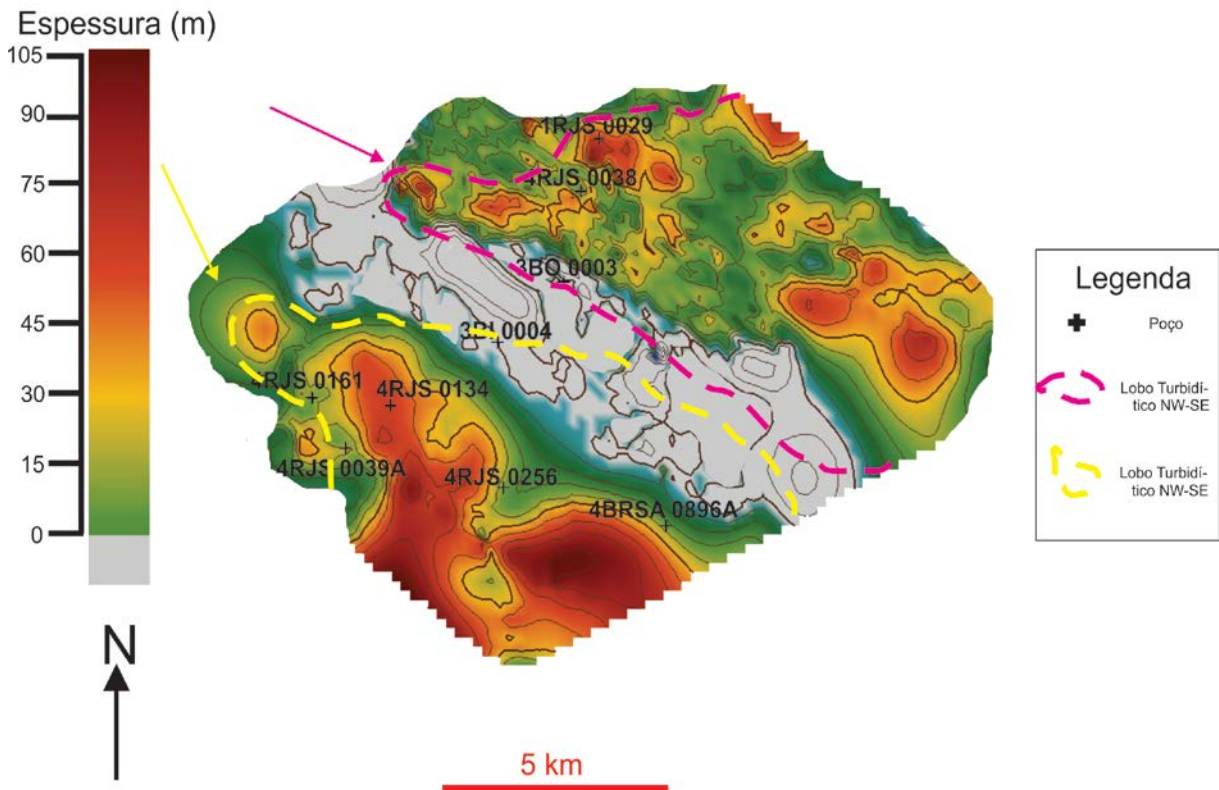 Espessura (m)
105
90
75
60
45
30
15
0
N
1RJS 0029
4RJS 0038
3BO 0003
4RJS 0161
4RJS 0134
4RJS 0039A
4RJS 0256
4BRSA 0896A
5 km
Legenda
Poço
Lobo Turbidí-
tico NW-SE
Lobo Turbidí-
tico NW-SE